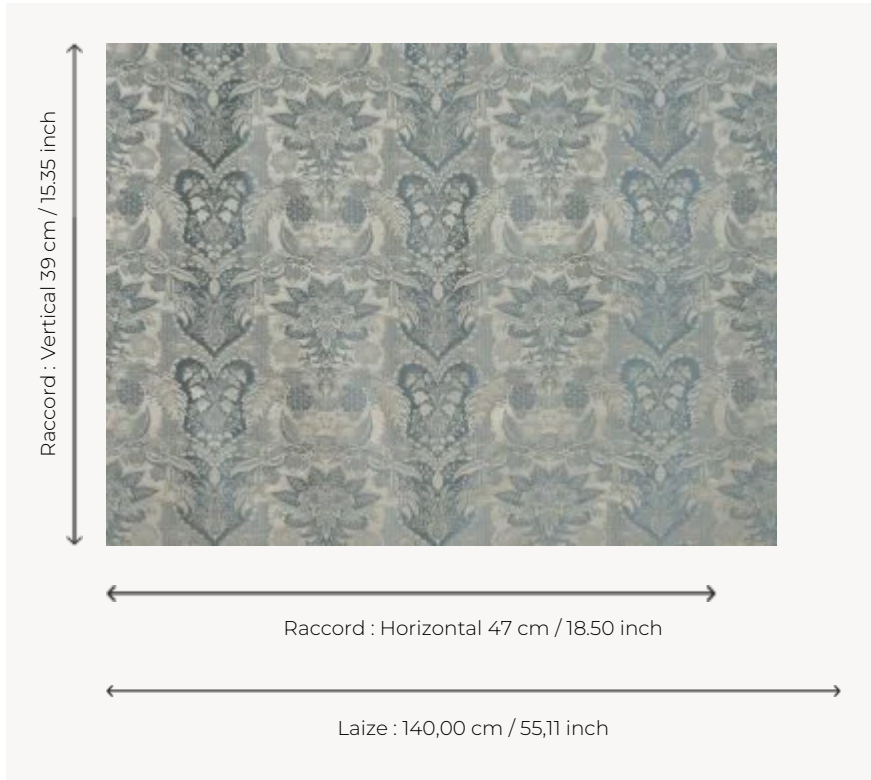 Raccord : Vertical 39 cm / 15.35 inch
Raccord : Horizontal 47 cm / 18.50 inch
Laize : 140,00 cm / 55,11 inch